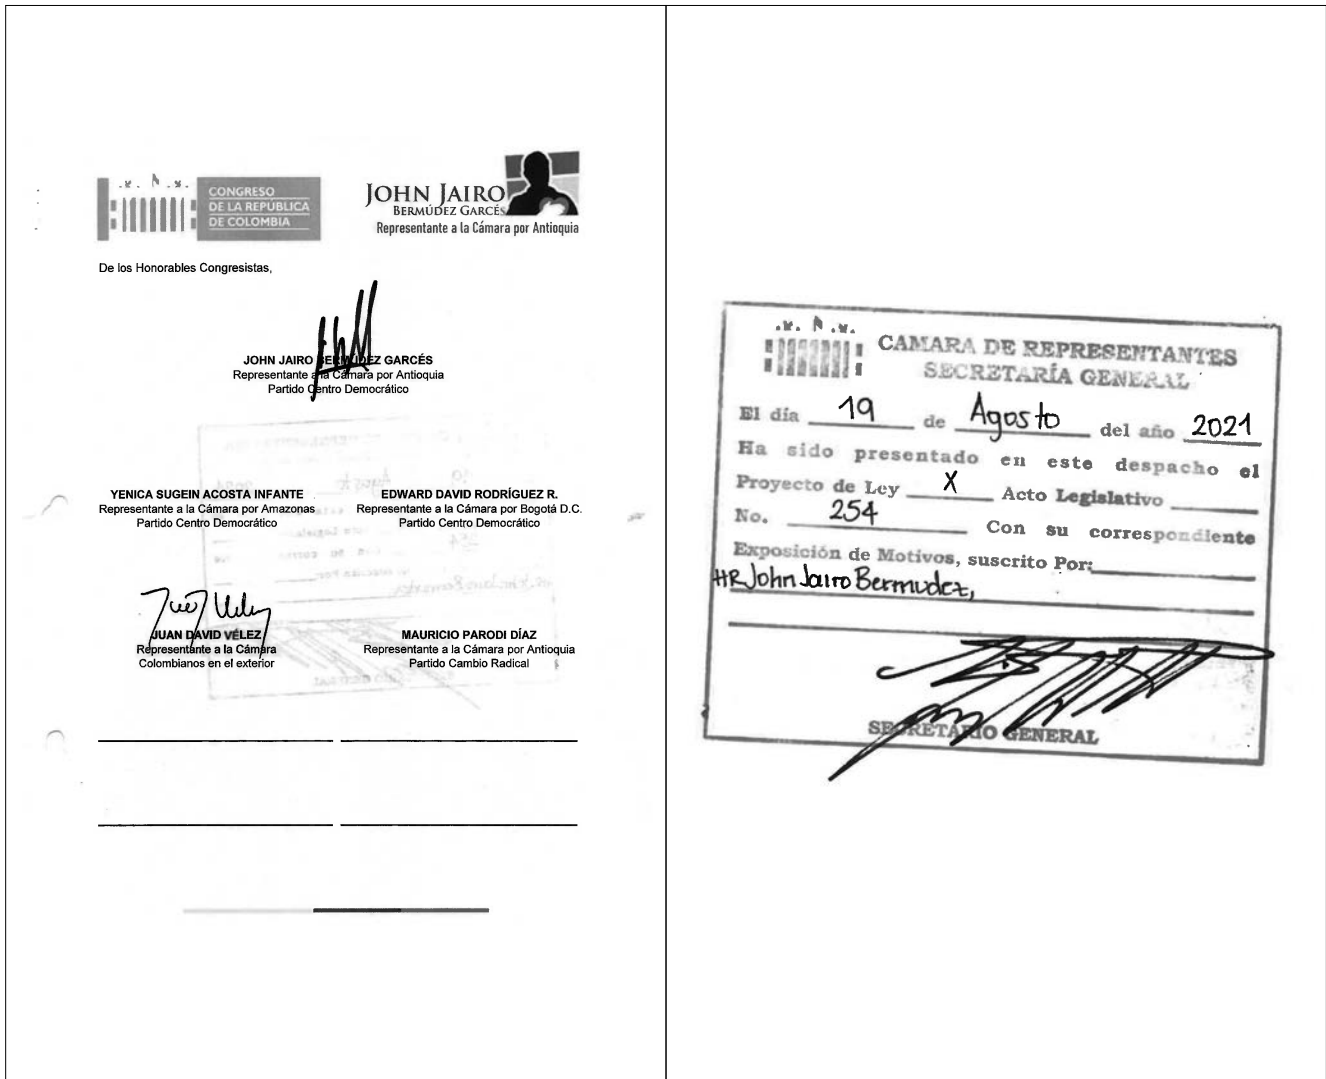 CONGRESO
DE LA REPÚBLICA
DE COLOMBIA
JOHN JAIRO
BERMÚDEZ GARCÉS
Representante a la Cámara por Antioquia
De los Honorables Congresistas,
JOHN JAIRO BERMÚDEZ GARCÉS
Representante a la Cámara por Antioquia
Partido Centro Democrático
YENICA SUGEIN ACOSTA INFANTE
Representante a la Cámara por Amazonas
Partido Centro Democrático
EDWARD DAVID RODRÍGUEZ R.
Representante a la Cámara por Bogotá D.C.
Partido Centro Democrático
JUAN DAVID VÉLEZ
Representante a la Cámara
Colombianos en el exterior
MAURICIO PARODI DÍAZ
Representante a la Cámara por Antioquia
Partido Cambio Radical
CAMARA DE REPRESENTANTES
SECRETARÍA GENERAL
El día 19 de Agosto del año 2021
Ha sido presentado en este despacho el
Proyecto de Ley X Acto Legislativo
No. 254 Con su correspondiente
Exposición de Motivos, suscrito Por:
HR John Jairo Bermudez,
SECRETARIO GENERAL